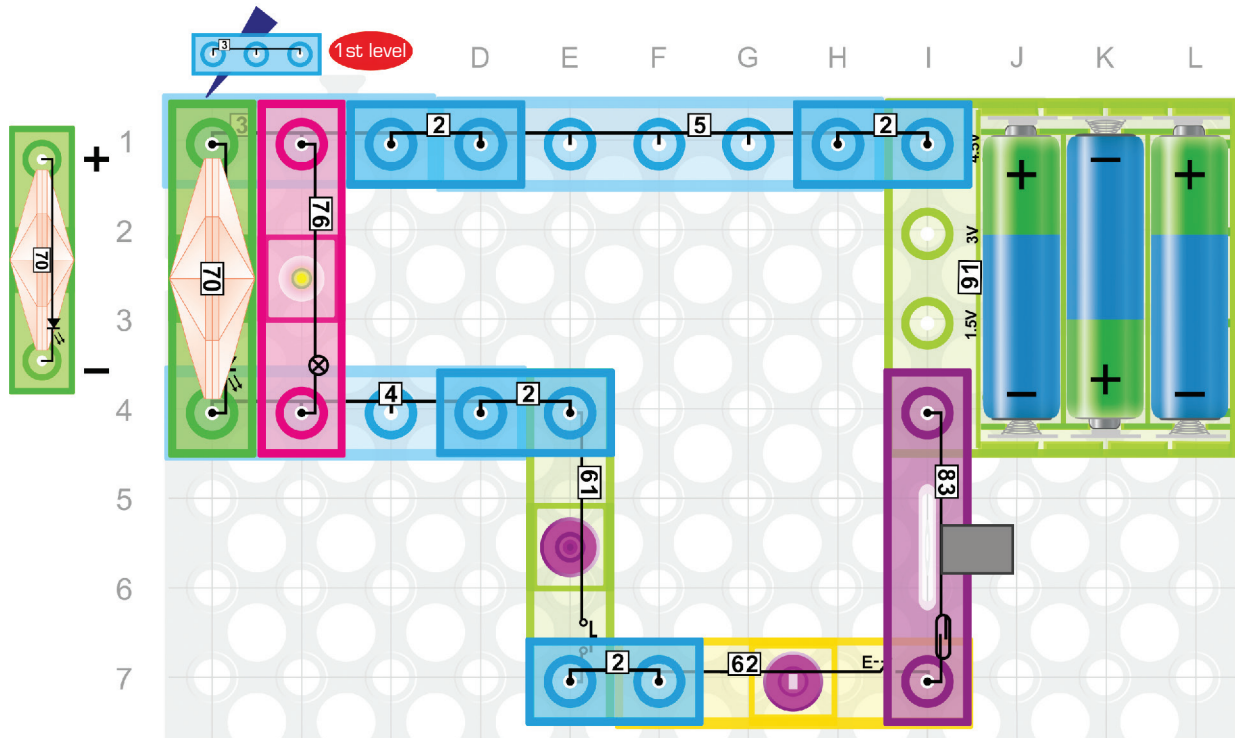 3
1st level
D E F G H I J K L
1 3 2 5 2 4.5V + − +
+
76
2 3V
70 70 91
3 1.5V
− − + −
4 4 2
61 83
5
6
L
7 2 62 E